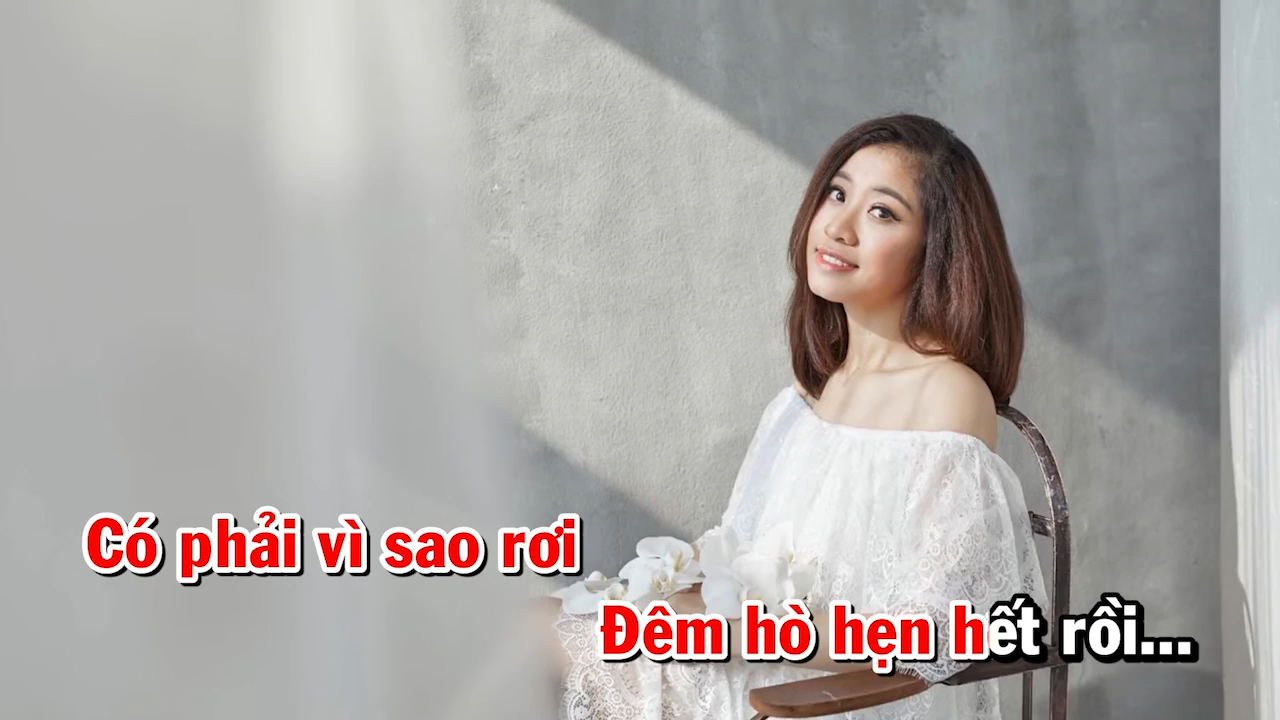 Có phải vì sao rơi
Đêm hò hẹn hết rồi...